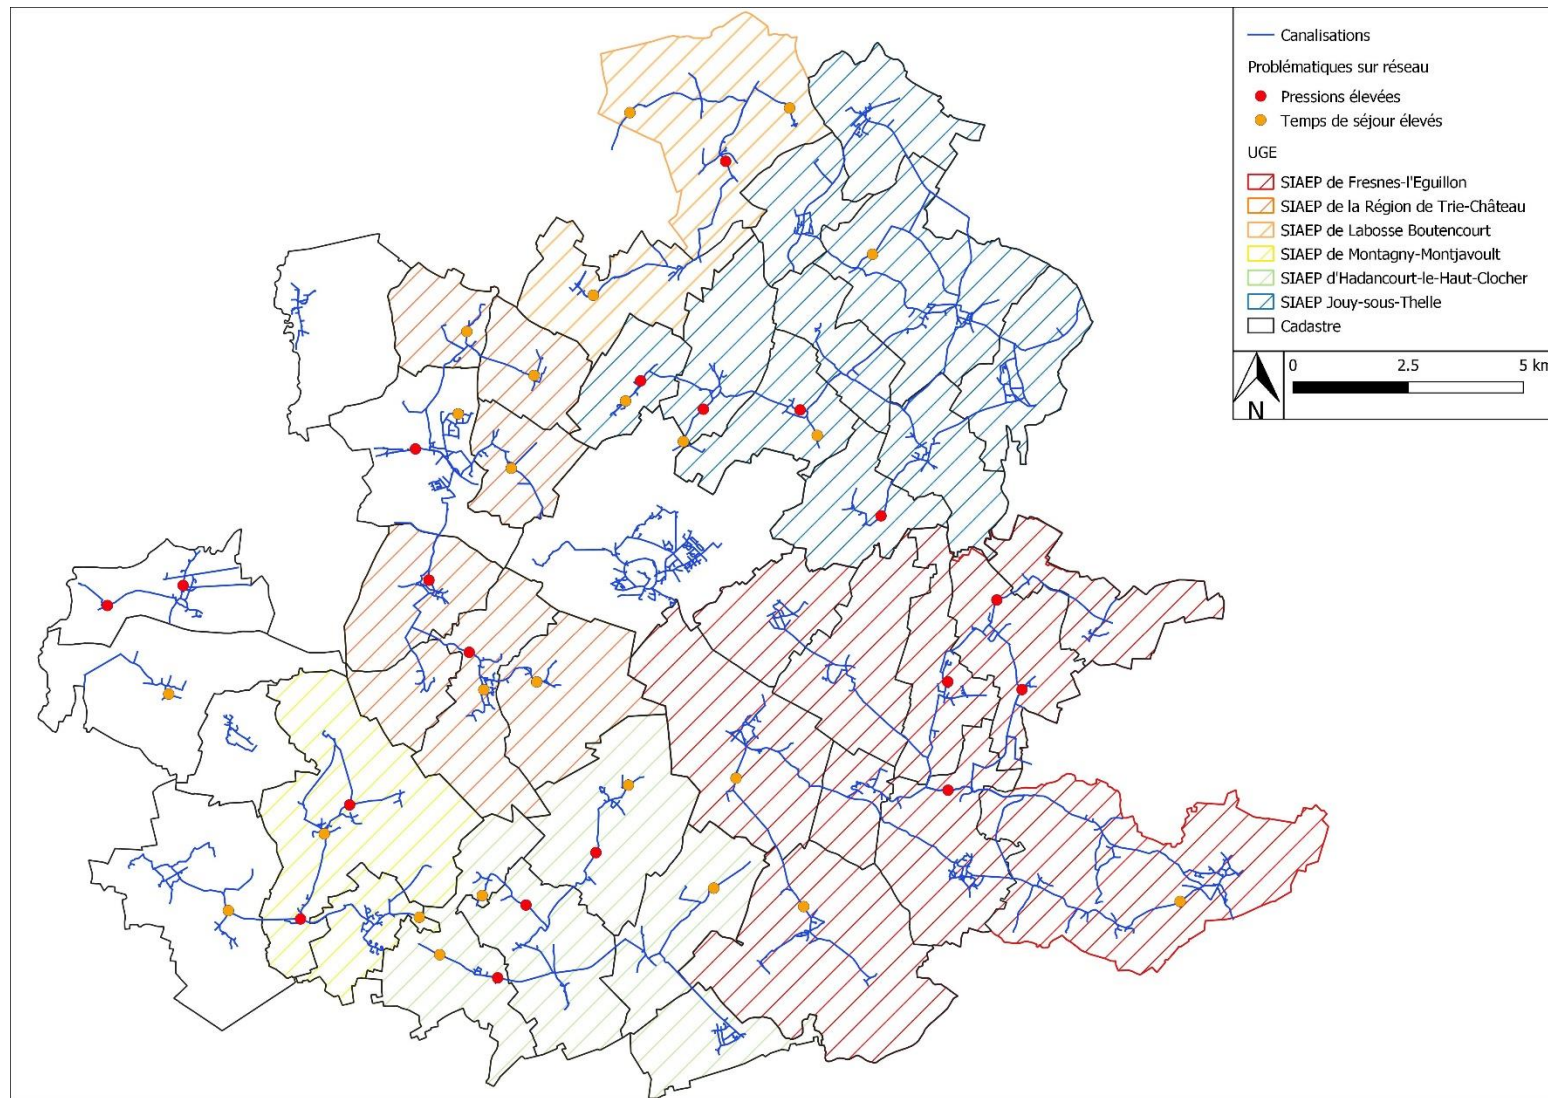 Canalisations
Problématiques sur réseau
Pressions élevées
Temps de séjour élevés
UGE
SIAEP de Fresnes-l'Eguillon
SIAEP de la Région de Trie-Château
SIAEP de Labosse Boutencourt
SIAEP de Montagny-Montjavoult
SIAEP d'Hadancourt-le-Haut-Clocher
SIAEP Jouy-sous-Thelle
Cadastre
0 2.5 5 km
N